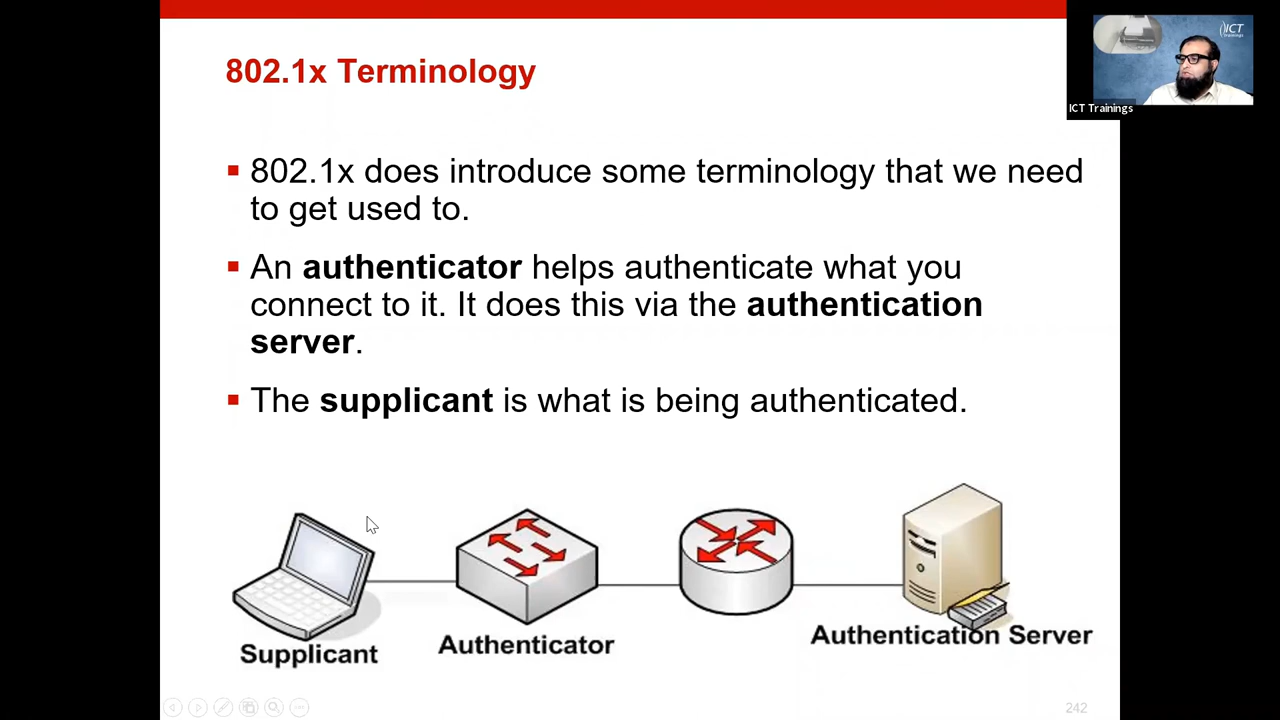 802.1x Terminology
ICT
Trainings
ICT Trainings
▪ 802.1x does introduce some terminology that we need
to get used to.
▪ An authenticator helps authenticate what you
connect to it. It does this via the authentication
server.
▪ The supplicant is what is being authenticated.
Supplicant
Authenticator
Authentication Server
242